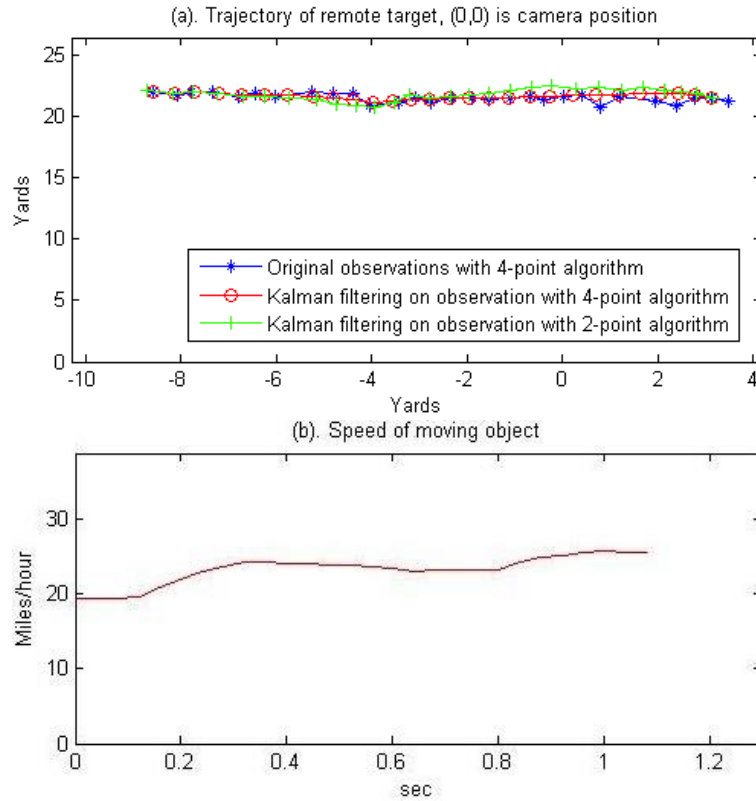 (a). Trajectory of remote target, (0,0) is camera position
25
20
15
10
5
0
Yards
Original observations with 4-point algorithm
Kalman filtering on observation with 4-point algorithm
Kalman filtering on observation with 2-point algorithm
-10 -8 -6 -4 -2 0 2 4
Yards
(b). Speed of moving object
30
20
10
0
Miles/hour
0 0.2 0.4 0.6 0.8 1 1.2
sec